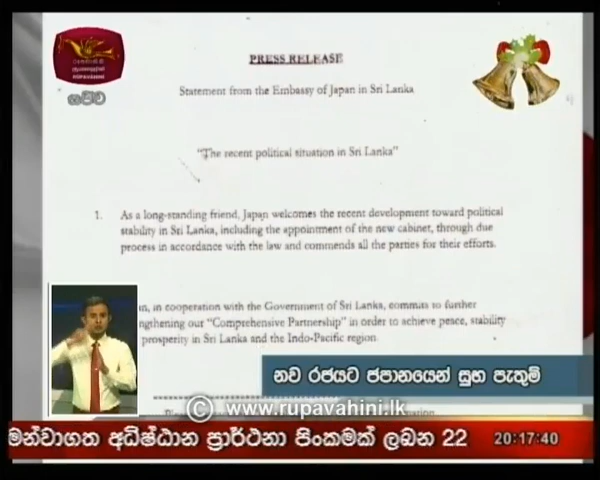 PRESS RELEASE
Statement from the Embassy of Japan in Sri Lanka
සජීව
"The recent political situation in Sri Lanka"
1. As a long-standing friend, Japan welcomes the recent development toward political
stability in Sri Lanka, including the appointment of the new cabinet, through due
process in accordance with the law and commends all the parties for their efforts.
in, in cooperation with the Government of Sri Lanka, commits to further
ngthening our "Comprehensive Partnership" in order to achieve peace, stability
prosperity in Sri Lanka and the Indo-Pacific region.
නව රජයට ජපානයෙන් සුභ පැතුම්
© www.rupavahini.lk
මන්වාගත අධිෂ්ඨාන ප්‍රාර්ථනා පිංකමක් ලබන 22
20:17:40